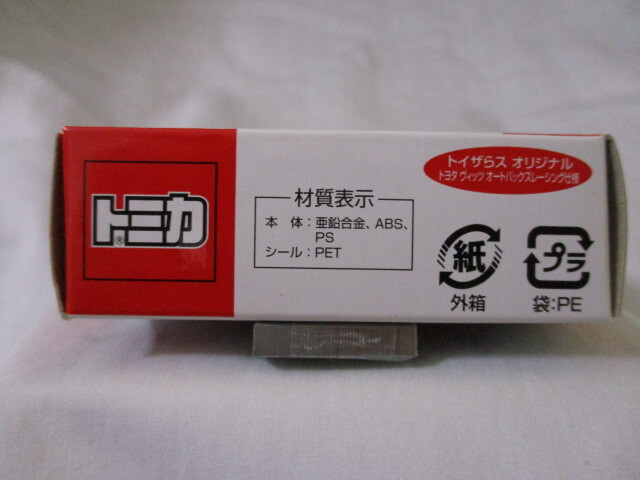 トミカ
®
材質表示
本 体：亜鉛合金、ABS、
PS
シール：PET
トイザらス オリジナル
トヨタ ヴィッツ オートバックスレーシング仕様
紙
外箱
プラ
袋：PE